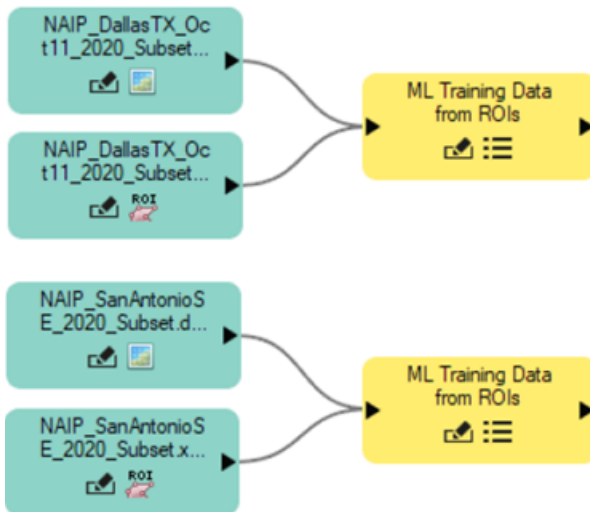 NAIP_DallasTX_Oc
t11_2020_Subset...
ML Training Data
from ROIs
NAIP_DallasTX_Oc
t11_2020_Subset...
ROI
NAIP_SanAntonioS
E_2020_Subset.d...
ML Training Data
from ROIs
NAIP_SanAntonioS
E_2020_Subset.x...
ROI